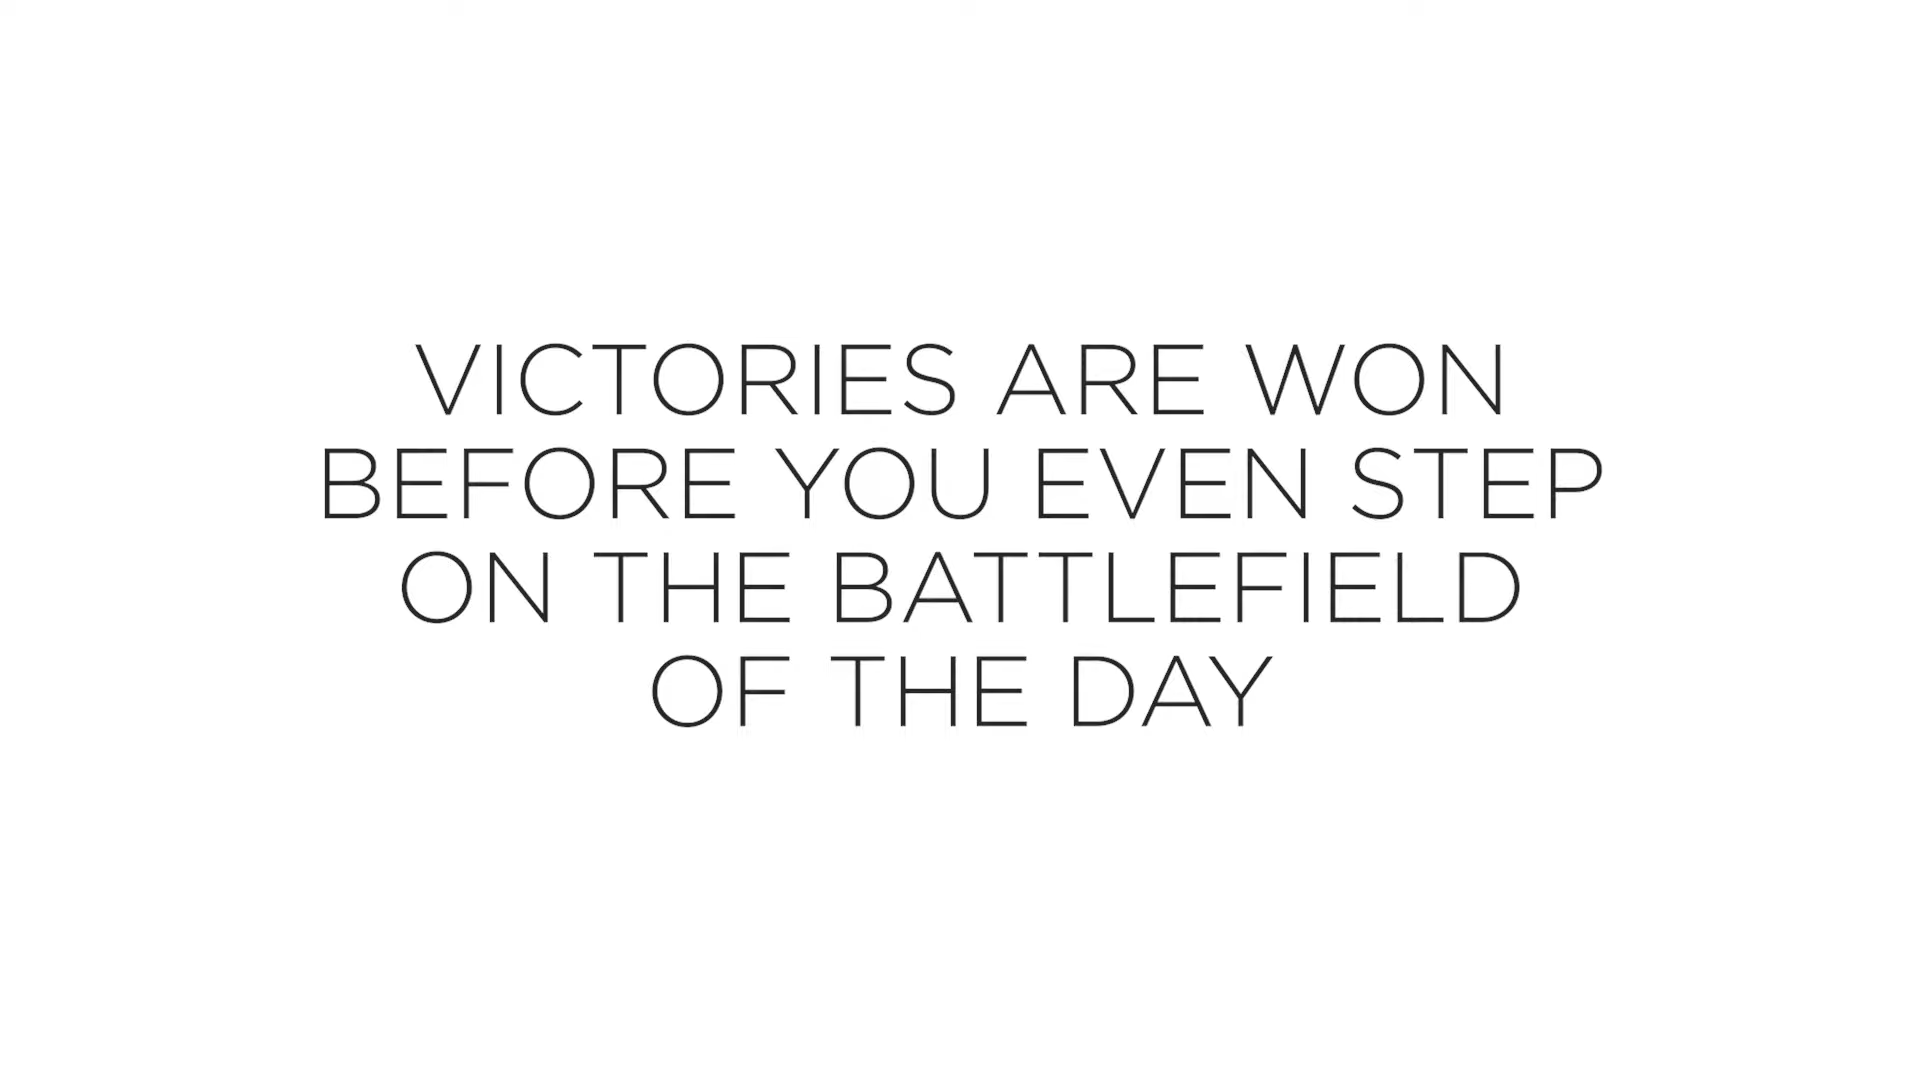 VICTORIES ARE WON
BEFORE YOU EVEN STEP
ON THE BATTLEFIELD
OF THE DAY